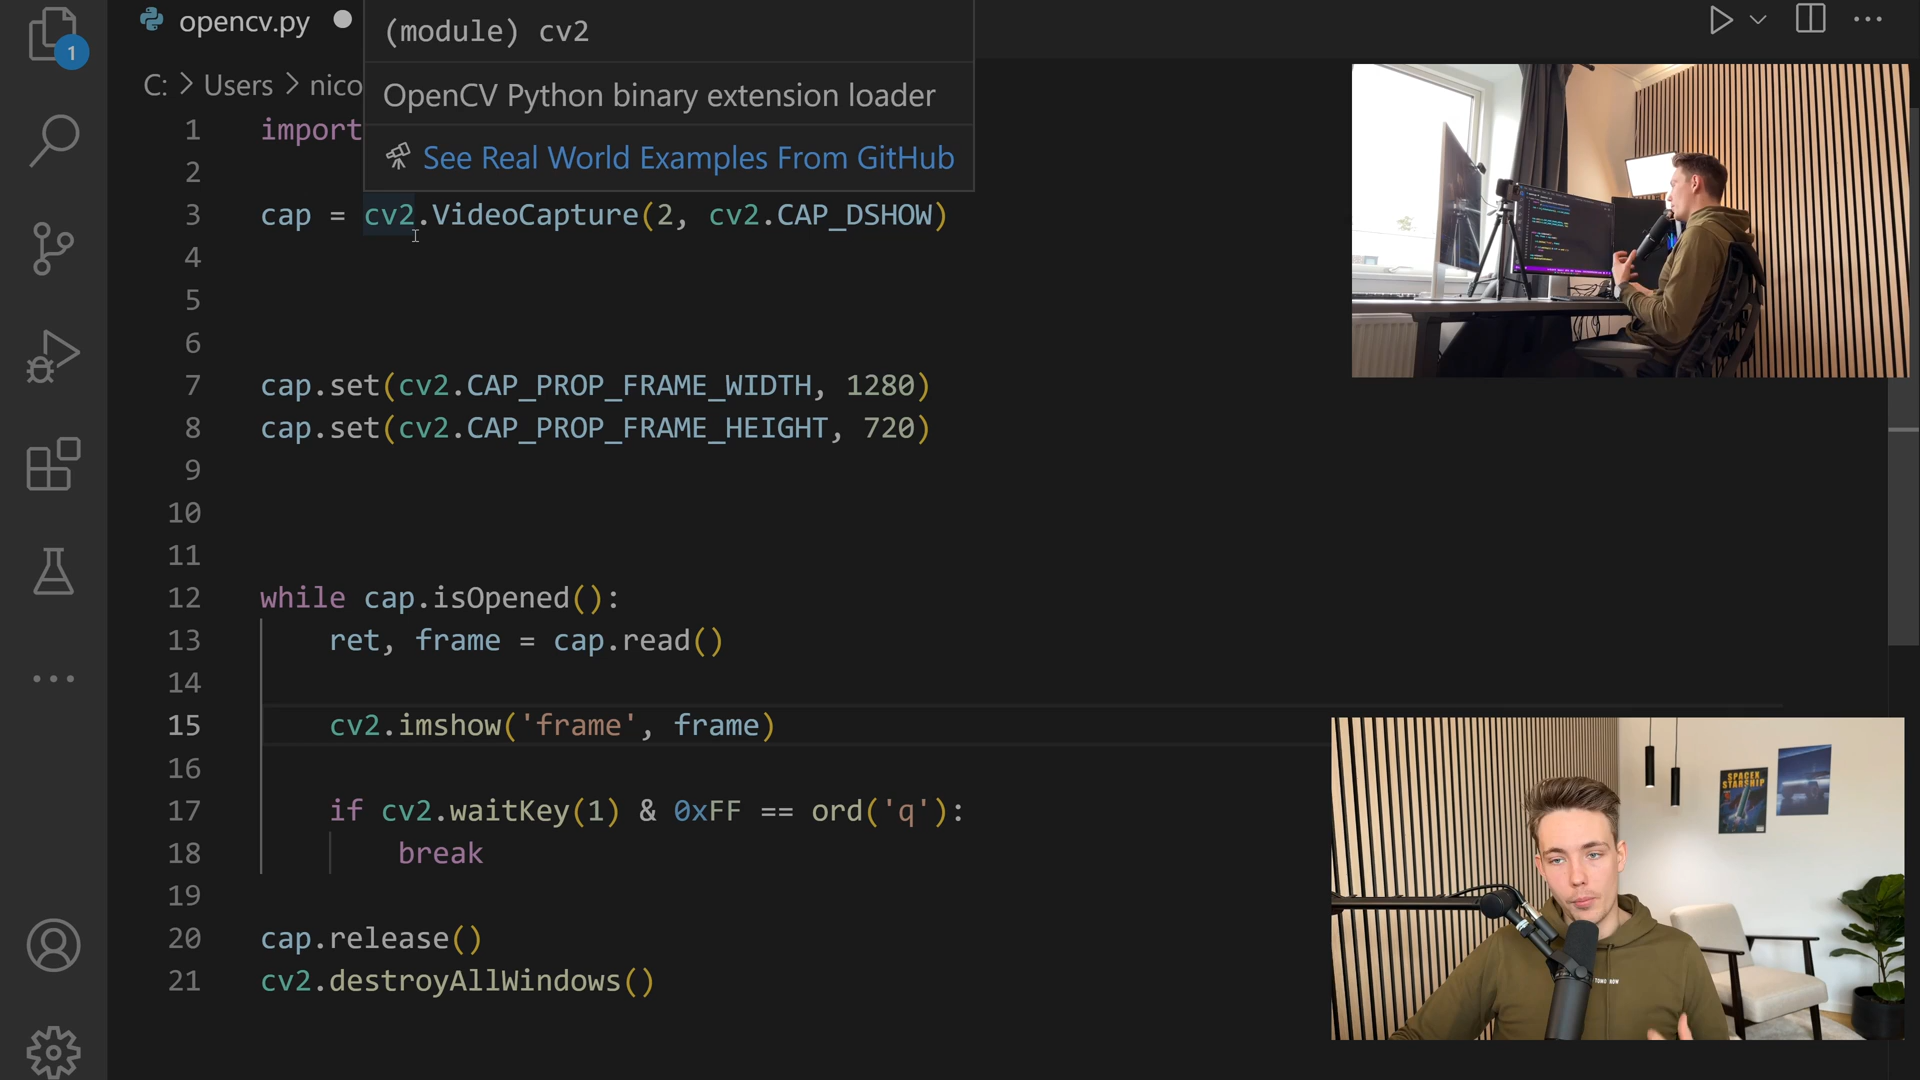 opencv.py
(module) cv2
C: > Users > nico
OpenCV Python binary extension loader
See Real World Examples From GitHub
1
1 import
2
3 cap = cv2.VideoCapture(2, cv2.CAP_DSHOW)
4
5
6
7 cap.set(cv2.CAP_PROP_FRAME_WIDTH, 1280)
8 cap.set(cv2.CAP_PROP_FRAME_HEIGHT, 720)
9
10
11
12 while cap.isOpened():
13 ret, frame = cap.read()
14
15 cv2.imshow('frame', frame)
16
17 if cv2.waitKey(1) & 0xFF == ord('q'):
18 break
19
20 cap.release()
21 cv2.destroyAllWindows()
SPACEX
STARSHIP